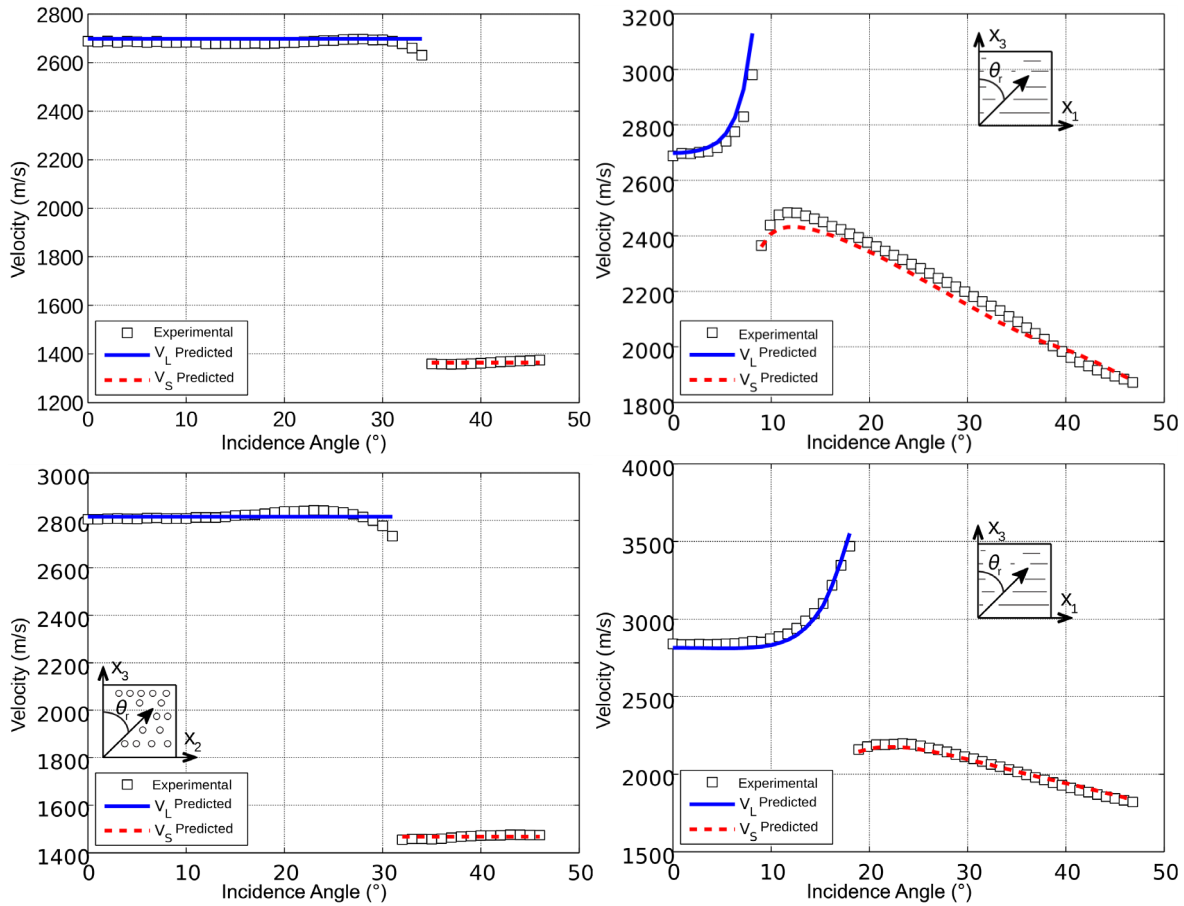 2800
2600
2400
2200
2000
1800
1600
1400
1200
Velocity (m/s)
Experimental
V_L Predicted
V_S Predicted
0 10 20 30 40 50
Incidence Angle (°)
3200
3000
2800
2600
2400
2200
2000
1800
Velocity (m/s)
X3
θr
X1
Experimental
V_L Predicted
V_S Predicted
0 10 20 30 40 50
Incidence Angle (°)
3000
2800
2600
2400
2200
2000
1800
1600
1400
Velocity (m/s)
X3
θr
X2
Experimental
V_L Predicted
V_S Predicted
0 10 20 30 40 50
Incidence Angle (°)
4000
3500
3000
2500
2000
1500
Velocity (m/s)
X3
θr
X1
Experimental
V_L Predicted
V_S Predicted
0 10 20 30 40 50
Incidence Angle (°)